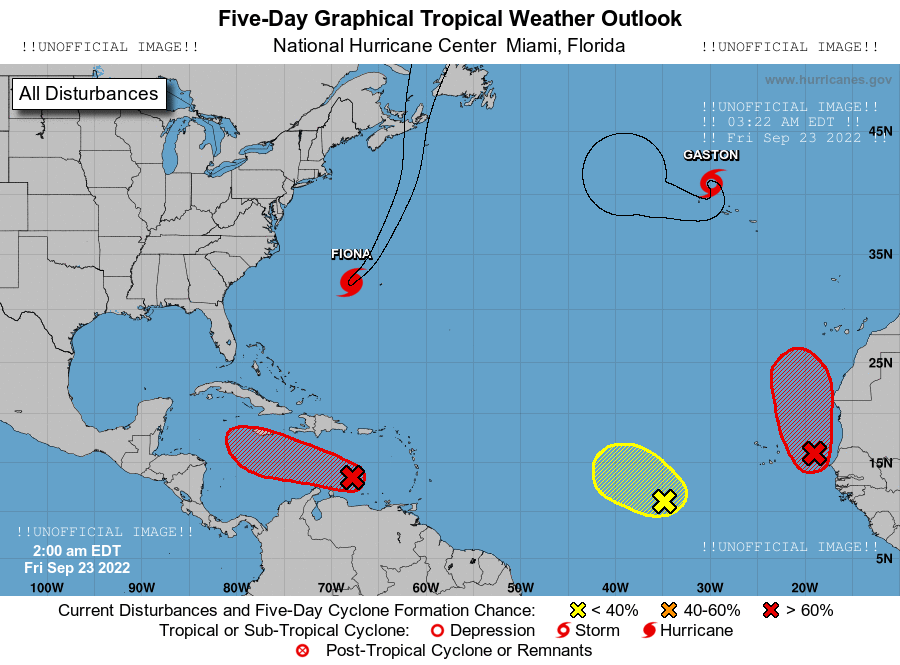 Five-Day Graphical Tropical Weather Outlook
!!UNOFFICIAL IMAGE!! National Hurricane Center Miami, Florida !!UNOFFICIAL IMAGE!!
www.hurricanes.gov
All Disturbances
!!UNOFFICIAL IMAGE!!
!! 03:22 AM EDT !!
45N
!! Fri Sep 23 2022 !!
GASTON
FIONA
35N
25N
15N
!!UNOFFICIAL IMAGE!!
!!UNOFFICIAL IMAGE!!
2:00 am EDT
5N
Fri Sep 23 2022
100W 90W 80W 70W 60W 50W 40W 30W 20W
Current Disturbances and Five-Day Cyclone Formation Chance: < 40% 40-60% > 60%
Tropical or Sub-Tropical Cyclone: Depression Storm Hurricane
Post-Tropical Cyclone or Remnants